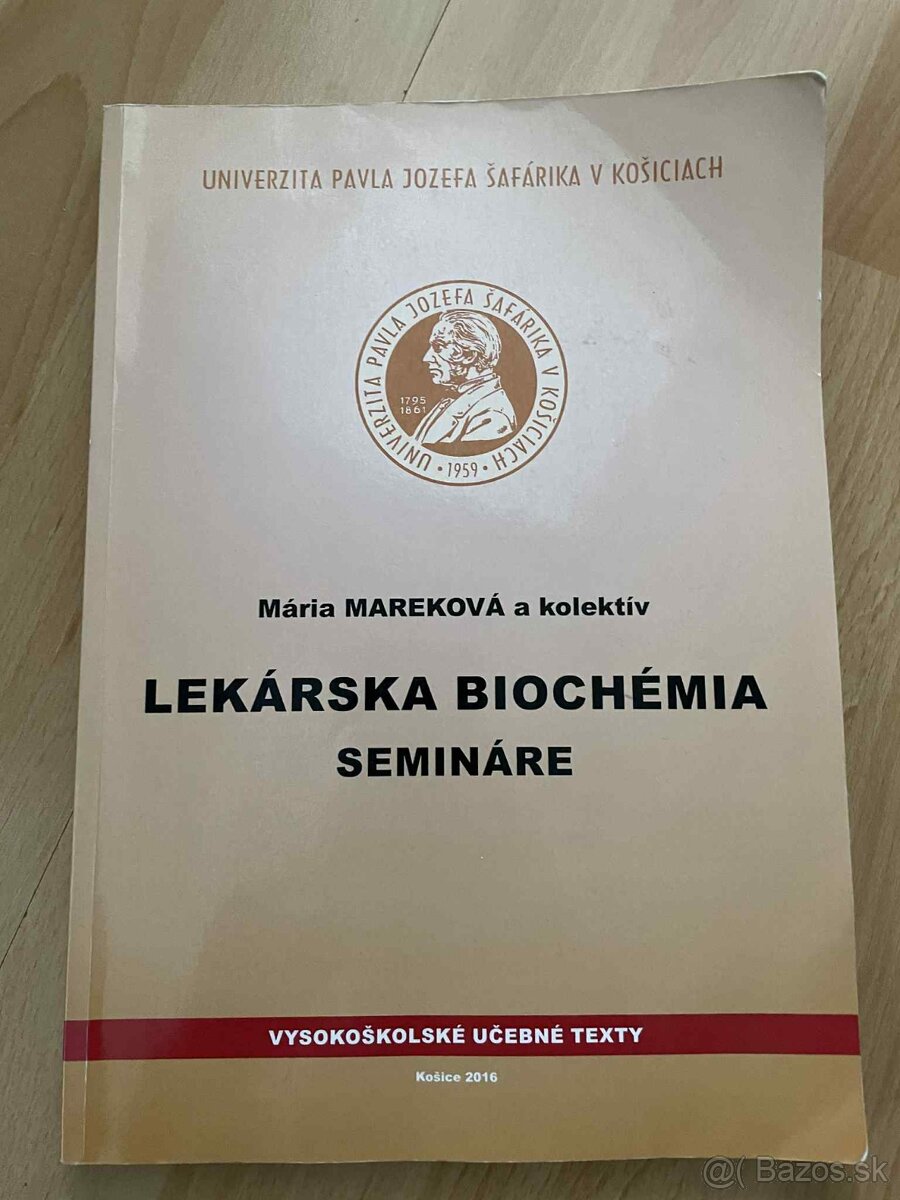 UNIVERZITA PAVLA JOZEFA ŠAFÁRIKA V KOŠICIACH
UNIVERZITA PAVLA JOZEFA ŠAFÁRIKA V KOŠICIACH
1795
1861
· 1959 ·
Mária MAREKOVÁ a kolektív
LEKÁRSKA BIOCHÉMIA
SEMINÁRE
VYSOKOŠKOLSKÉ UČEBNÉ TEXTY
Košice 2016
@( Bazos.sk